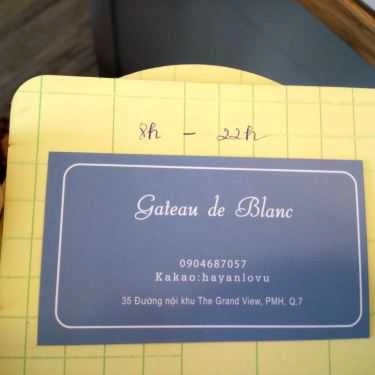 8h - 22h
Gateau de Blanc
0904687057
Kakao:hayanlovu
35 Đường nội khu The Grand View, PMH, Q.7